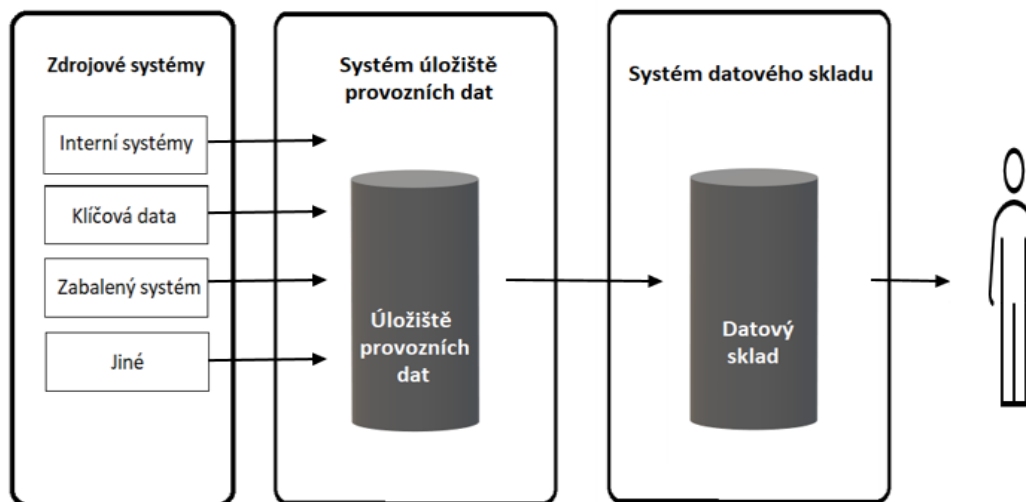 Zdrojové systémy
Interní systémy
Klíčová data
Zabalený systém
Jiné
Systém úložiště
provozních dat
Úložiště
provozních
dat
Systém datového skladu
Datový
sklad